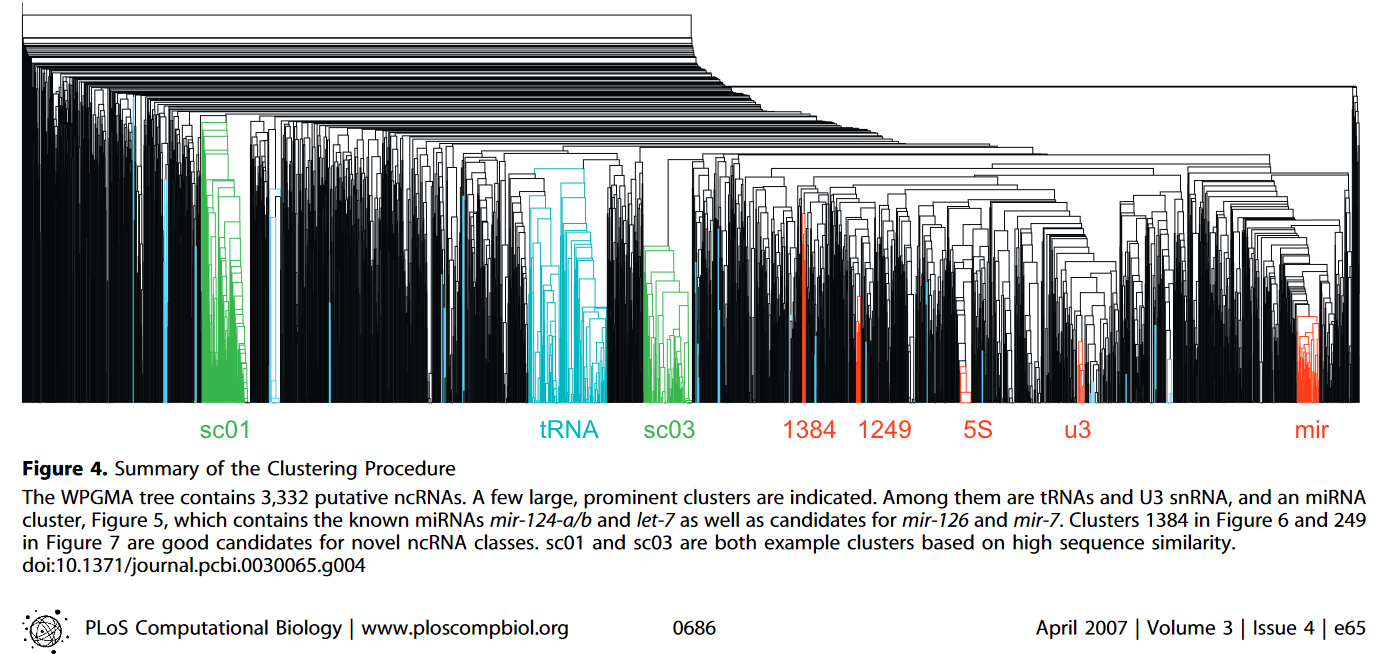 sc01 tRNA sc03 1384 1249 5S u3 mir
Figure 4. Summary of the Clustering Procedure
The WPGMA tree contains 3,332 putative ncRNAs. A few large, prominent clusters are indicated. Among them are tRNAs and U3 snRNA, and an miRNA
cluster, Figure 5, which contains the known miRNAs mir-124-a/b and let-7 as well as candidates for mir-126 and mir-7. Clusters 1384 in Figure 6 and 249
in Figure 7 are good candidates for novel ncRNA classes. sc01 and sc03 are both example clusters based on high sequence similarity.
doi:10.1371/journal.pcbi.0030065.g004
PLoS Computational Biology | www.ploscompbiol.org 0686 April 2007 | Volume 3 | Issue 4 | e65